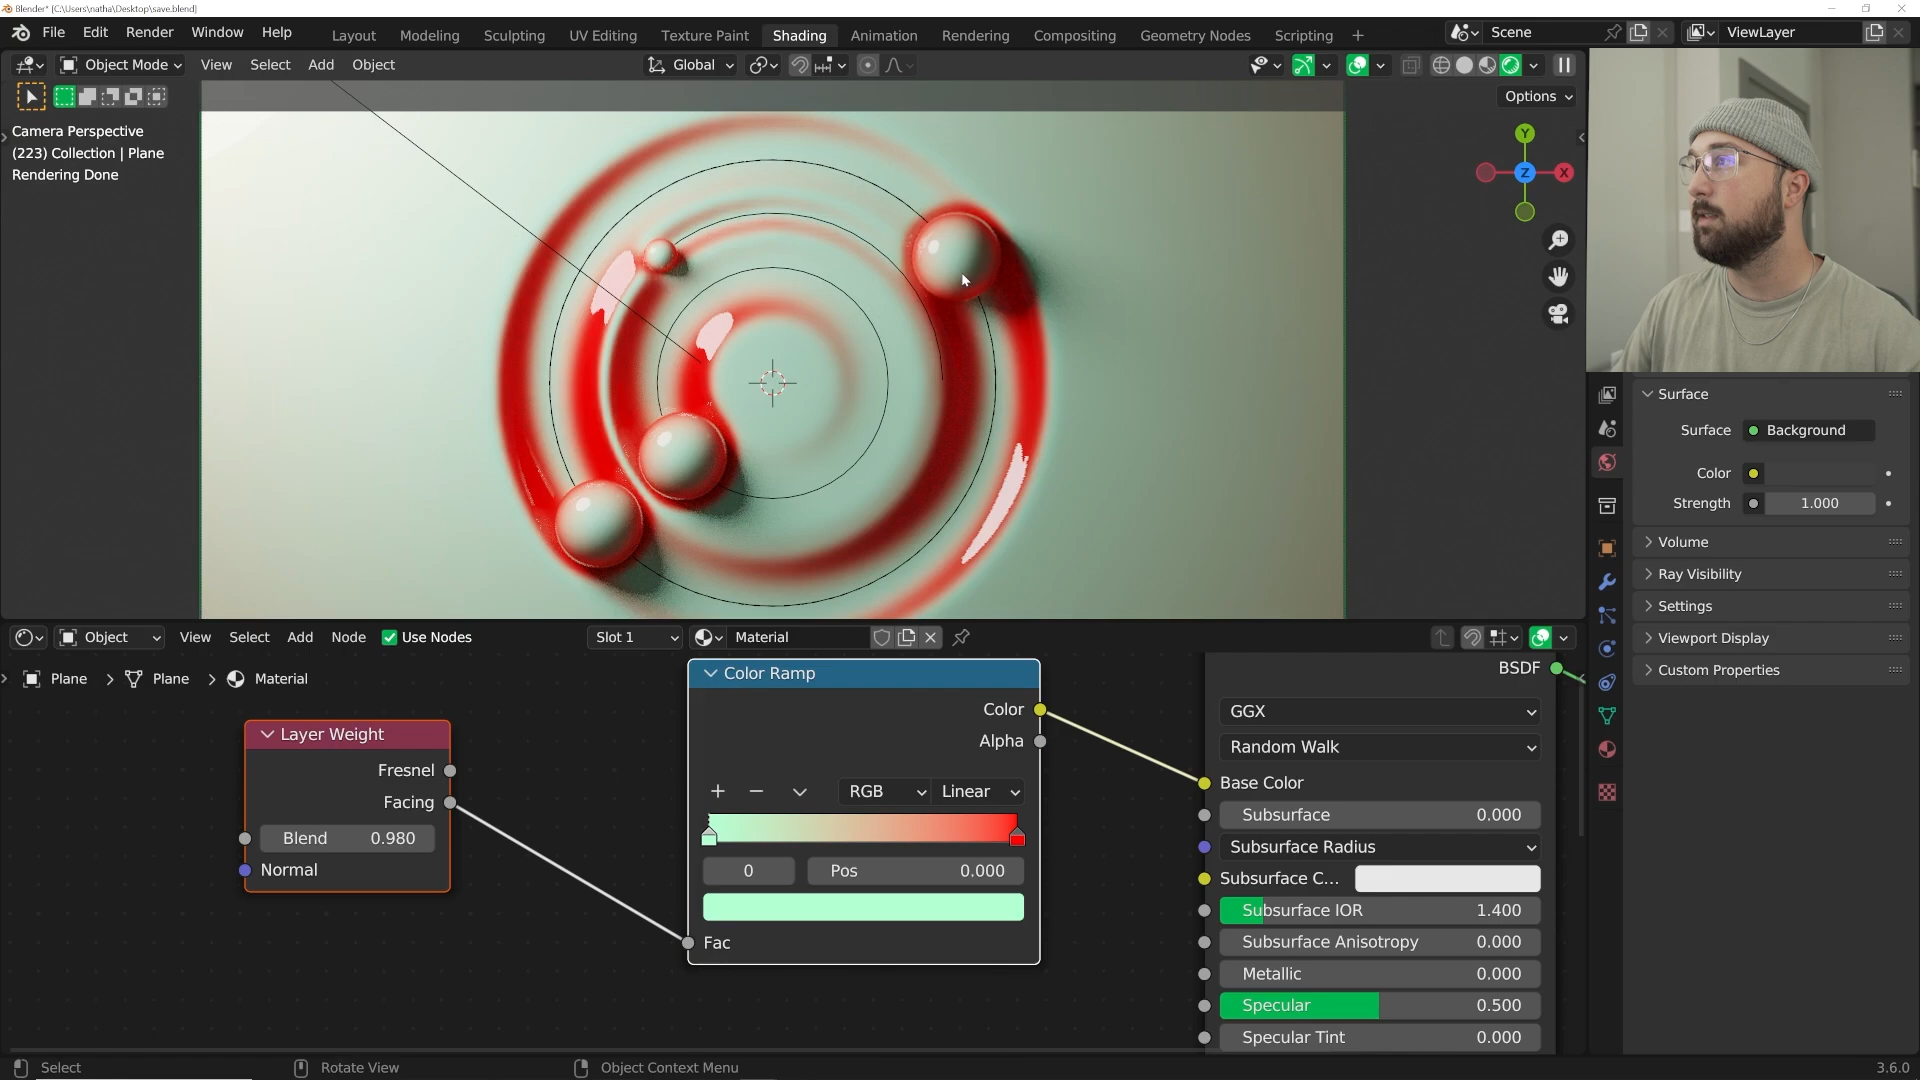 Blender* [C:\Users\natha\Desktop\save.blend]
File Edit Render Window Help
Layout Modeling Sculpting UV Editing Texture Paint Shading Animation Rendering Compositing Geometry Nodes Scripting +
Scene
ViewLayer
Object Mode View Select Add Object
Global
Options
Camera Perspective
(223) Collection | Plane
Rendering Done
Y
Z
X
Surface
Surface Background
Color
Strength 1.000
Volume
Ray Visibility
Settings
Viewport Display
Custom Properties
Object View Select Add Node Use Nodes
Slot 1
Material
Plane Plane Material
Layer Weight
Fresnel
Facing
Blend 0.980
Normal
Color Ramp
Color
Alpha
RGB Linear
0 Pos 0.000
Fac
BSDF
GGX
Random Walk
Base Color
Subsurface 0.000
Subsurface Radius
Subsurface C...
Subsurface IOR 1.400
Subsurface Anisotropy 0.000
Metallic 0.000
Specular 0.500
Specular Tint 0.000
Select Rotate View Object Context Menu
3.6.0